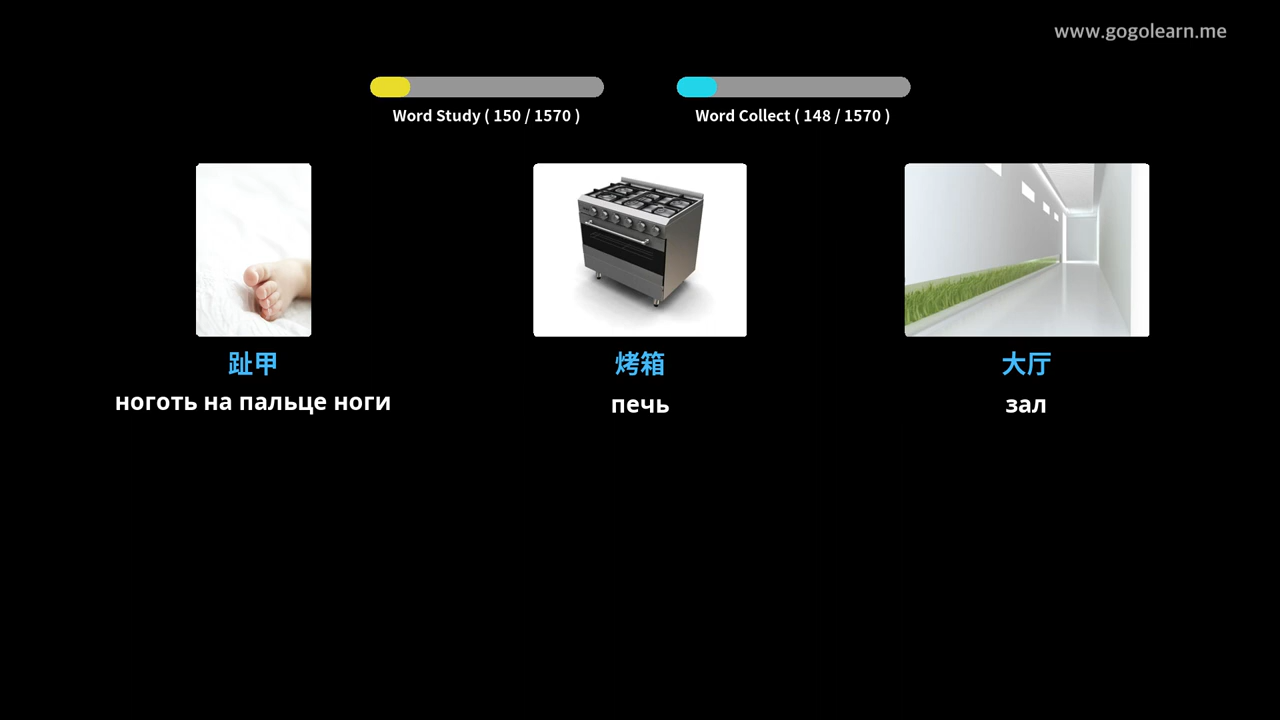 www.gogolearn.me
Word Study ( 150 / 1570 )
Word Collect ( 148 / 1570 )
趾甲
烤箱
大厅
ноготь на пальце ноги
печь
зал